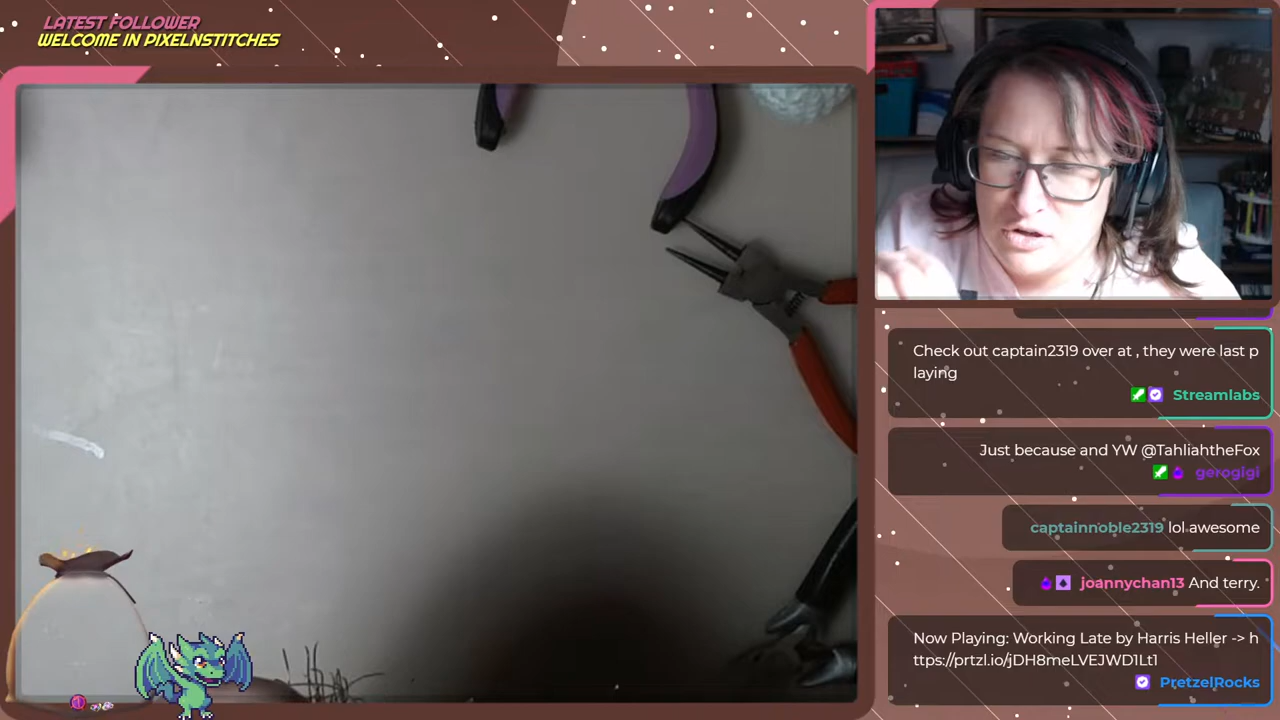 LATEST FOLLOWER
WELCOME IN PIXELNSTITCHES
Check out captain2319 over at , they were last p
laying
Streamlabs
Just because and YW @TahliahtheFox
geroglgi
captainnoble2319 lol awesome
joannychan13 And terry.
Now Playing: Working Late by Harris Heller -> h
ttps://prtzl.io/jDH8meLVEJWD1Lt1
PretzelRocks